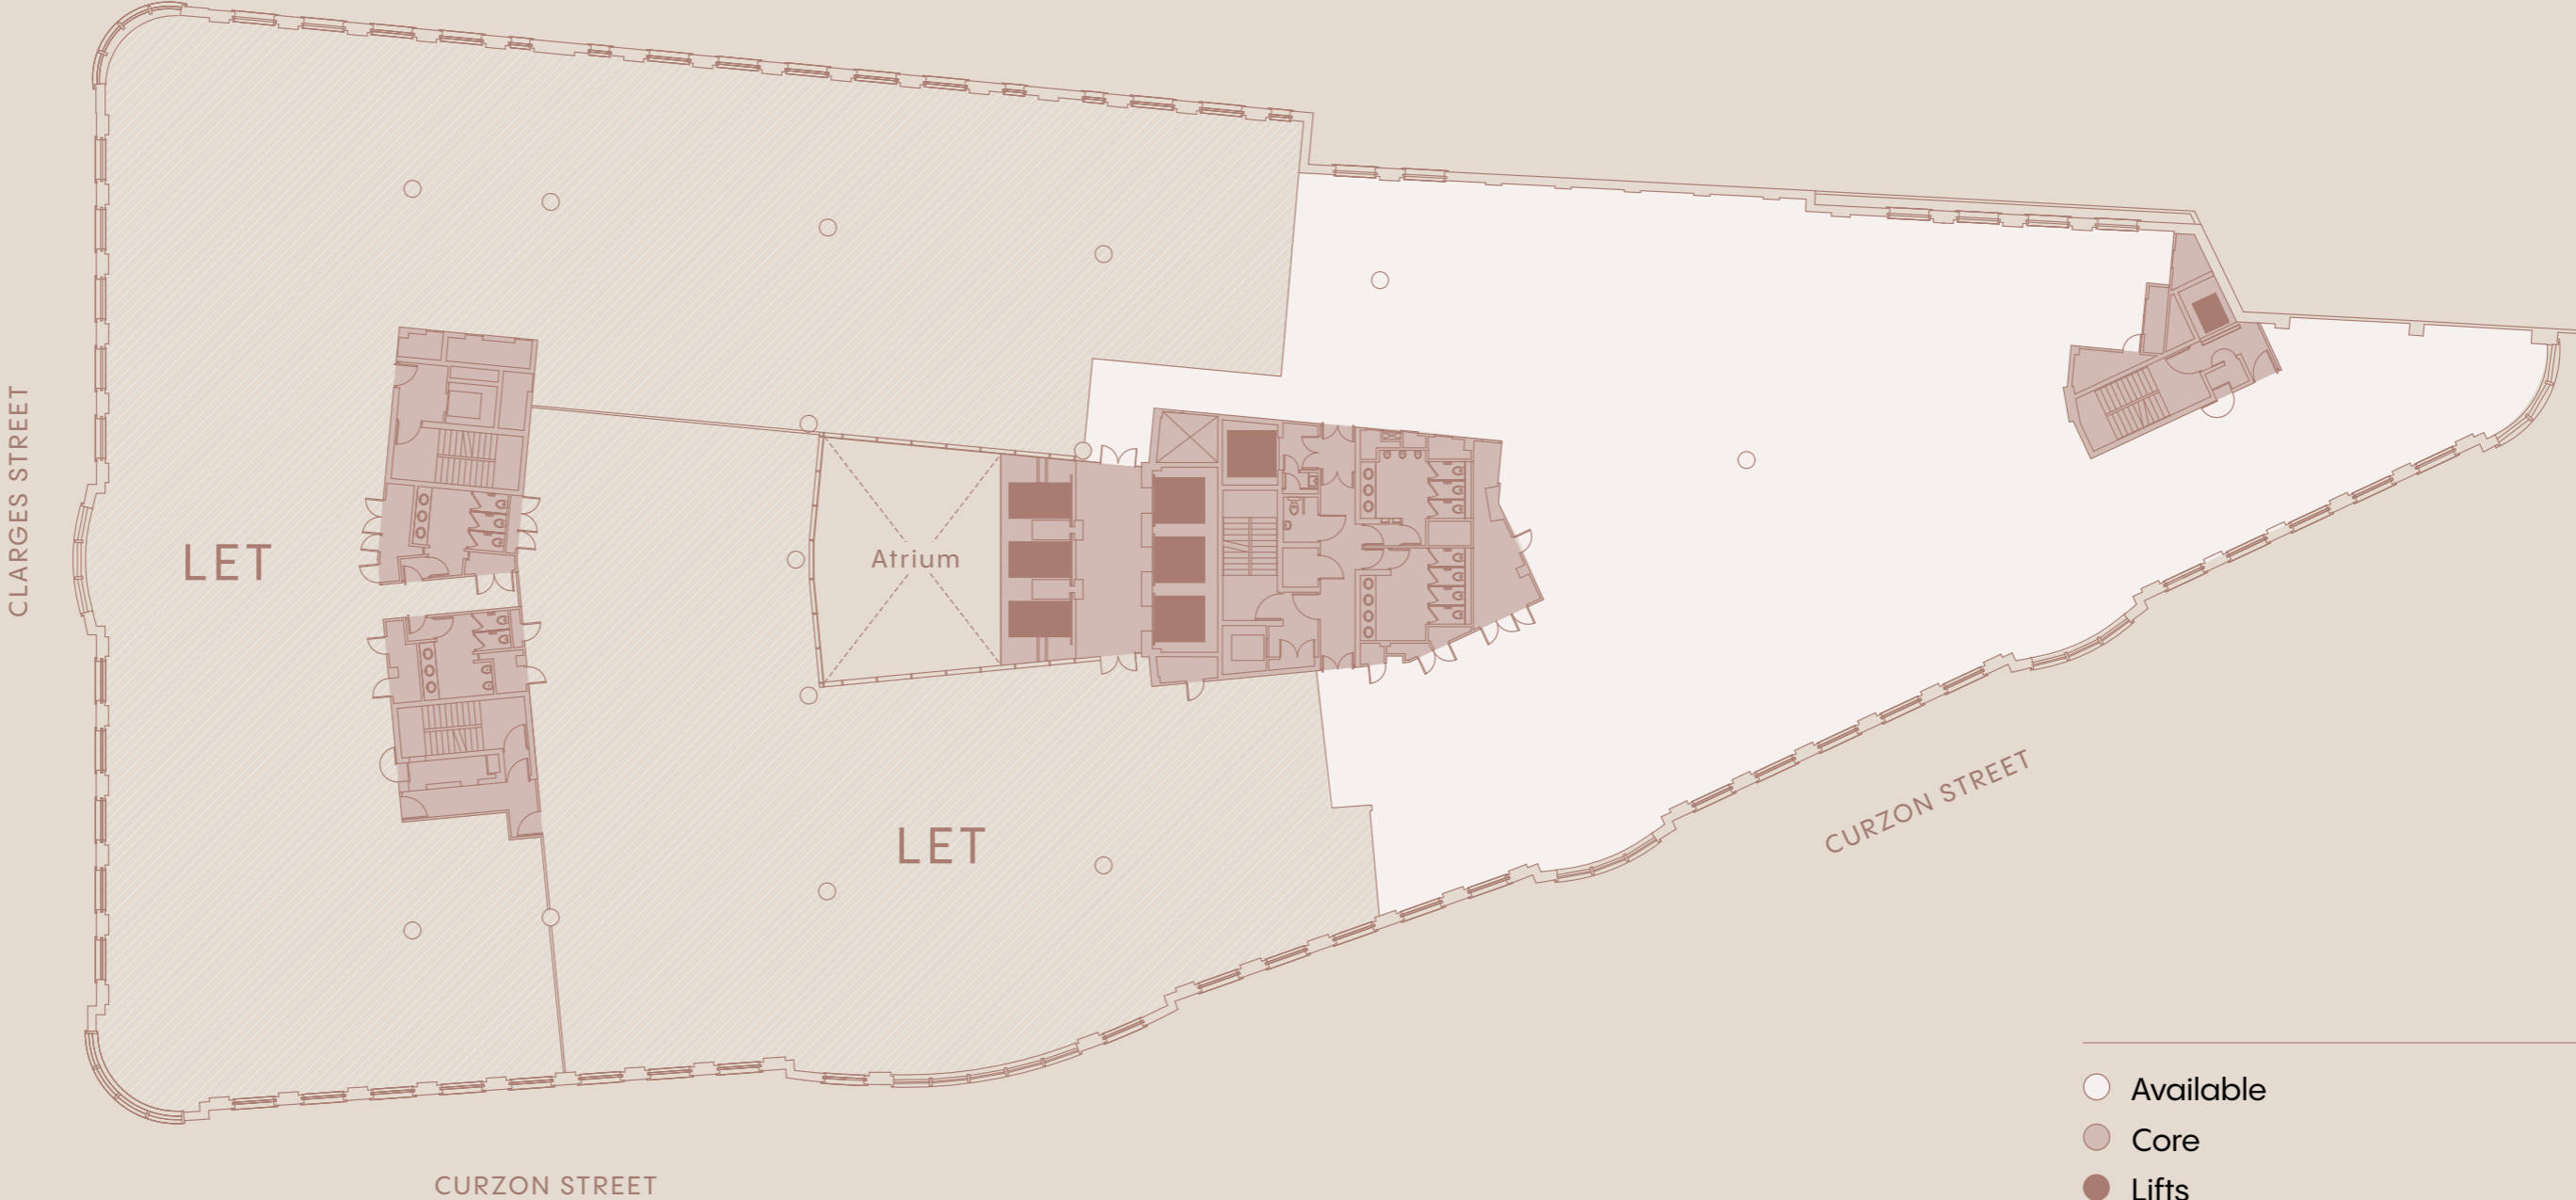 CLARGES STREET
LET
Atrium
LET
CURZON STREET
CURZON STREET
Available
Core
Lifts